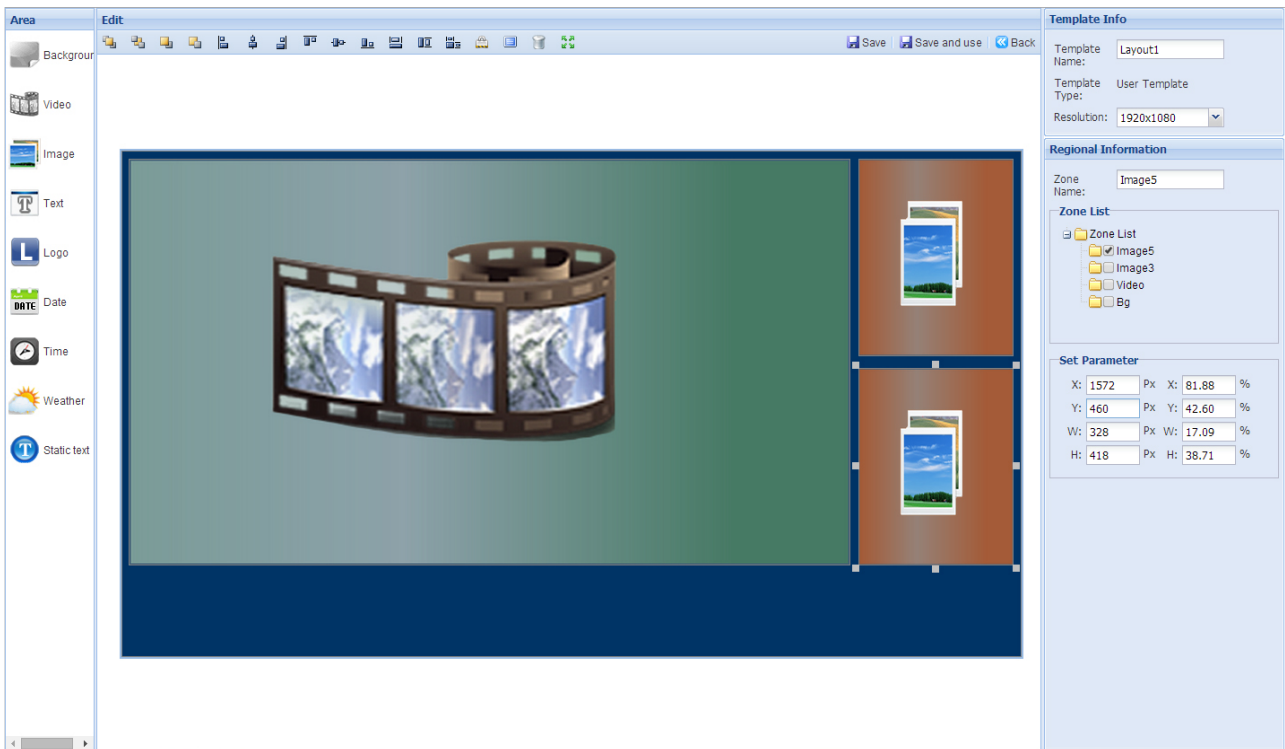 Area
Backgrour
Video
Image
T Text
L Logo
DATE Date
Time
Weather
T Static text
Edit
Save Save and use Back
Template Info
Template Name: Layout1
Template Type: User Template
Resolution: 1920x1080
Regional Information
Zone Name: Image5
Zone List
Zone List
Image5
Image3
Video
Bg
Set Parameter
X: 1572 Px X: 81.88 %
Y: 460 Px Y: 42.60 %
W: 328 Px W: 17.09 %
H: 418 Px H: 38.71 %